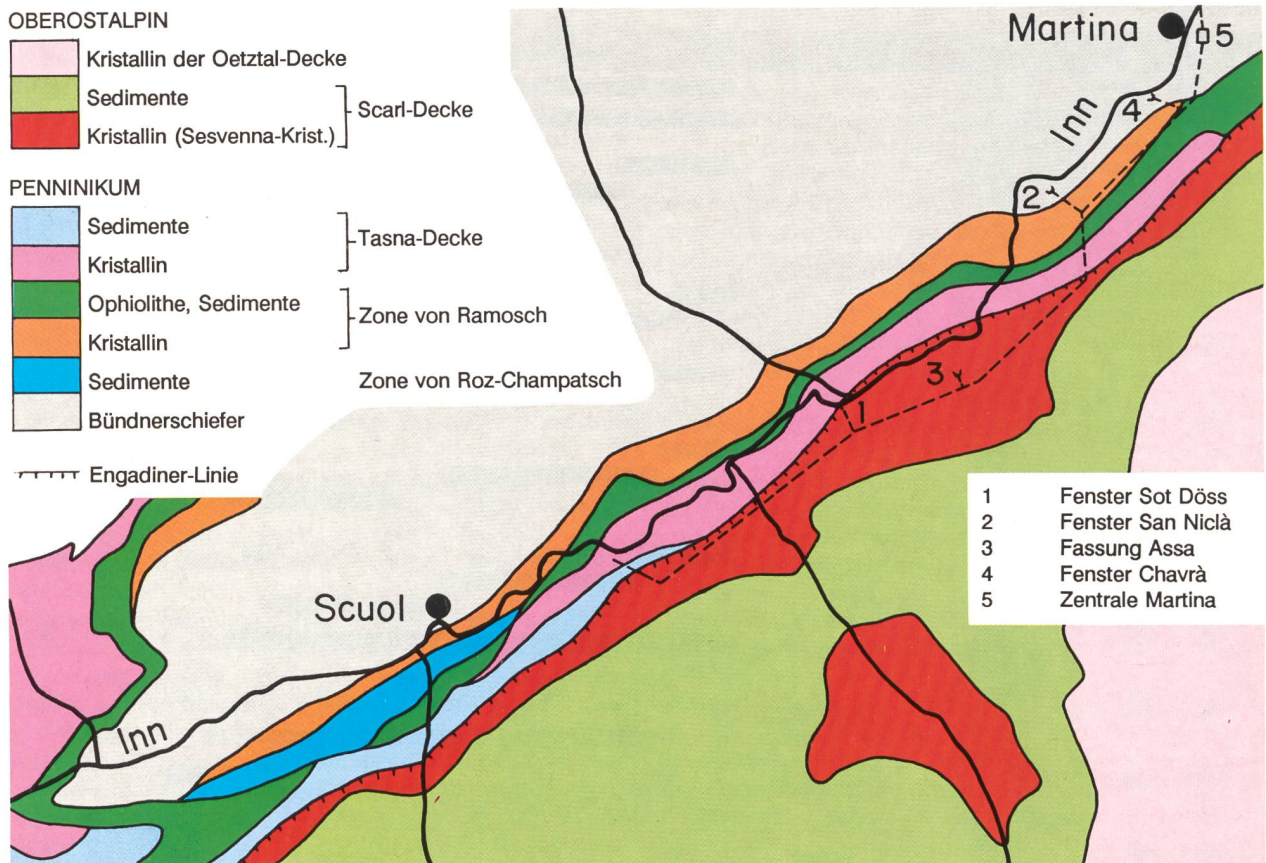 OBEROSTALPIN
Kristallin der Oetztal-Decke
Sedimente
Scarl-Decke
Kristallin (Sesvenna-Krist.)
PENNINIKUM
Sedimente
Tasna-Decke
Kristallin
Ophiolithe, Sedimente
Zone von Ramosch
Kristallin
Sedimente Zone von Roz-Champatsch
Bündnerschiefer
Engadiner-Linie
Martina
5
4
Inn
2
3
1
Scuol
Inn
1 Fenster Sot Döss
2 Fenster San Niclà
3 Fassung Assa
4 Fenster Chavrà
5 Zentrale Martina